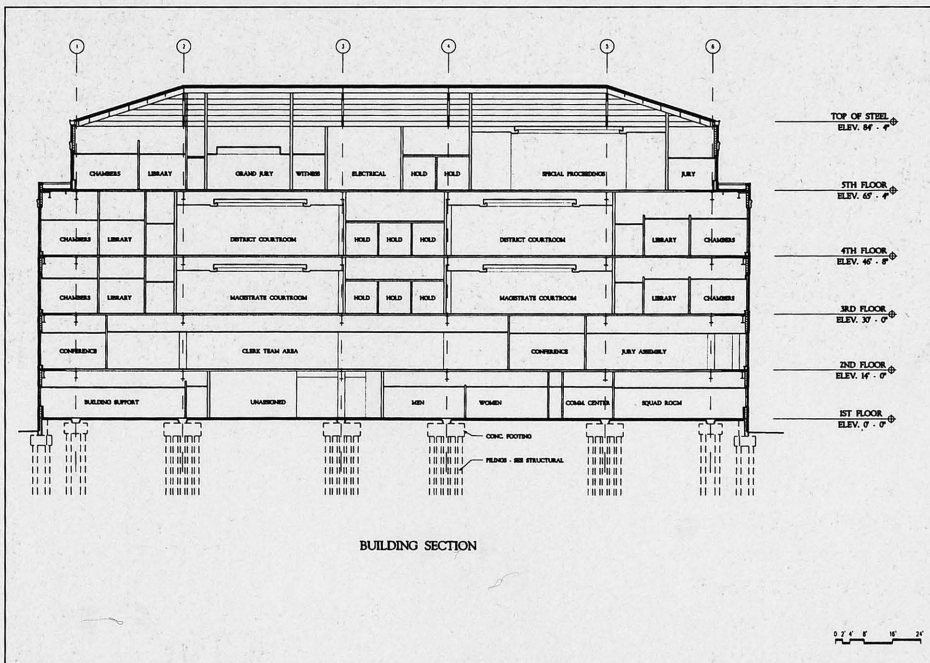 1 2 3 4 5 6
TOP OF STEEL
ELEV. 84' - 4"
CHAMBERS LIBRARY GRAND JURY WITNESS ELECTRICAL HOLD HOLD SPECIAL PROCEEDINGS JURY
5TH FLOOR
ELEV. 65' - 4"
CHAMBERS LIBRARY DISTRICT COURTROOM HOLD HOLD HOLD DISTRICT COURTROOM LIBRARY CHAMBERS
4TH FLOOR
ELEV. 46' - 8"
CHAMBERS LIBRARY MAGISTRATE COURTROOM HOLD HOLD HOLD MAGISTRATE COURTROOM LIBRARY CHAMBERS
3RD FLOOR
ELEV. 30' - 0"
CONFERENCE CLERK TEAM AREA CONFERENCE JURY ASSEMBLY
2ND FLOOR
ELEV. 14' - 0"
BUILDING SUPPORT UNASSIGNED MEN WOMEN COMM. CENTER SQUAD ROOM
1ST FLOOR
ELEV. 0' - 0"
CONC. FOOTING
PILINGS - SEE STRUCTURAL
BUILDING SECTION
0 2' 4' 8' 16' 24'